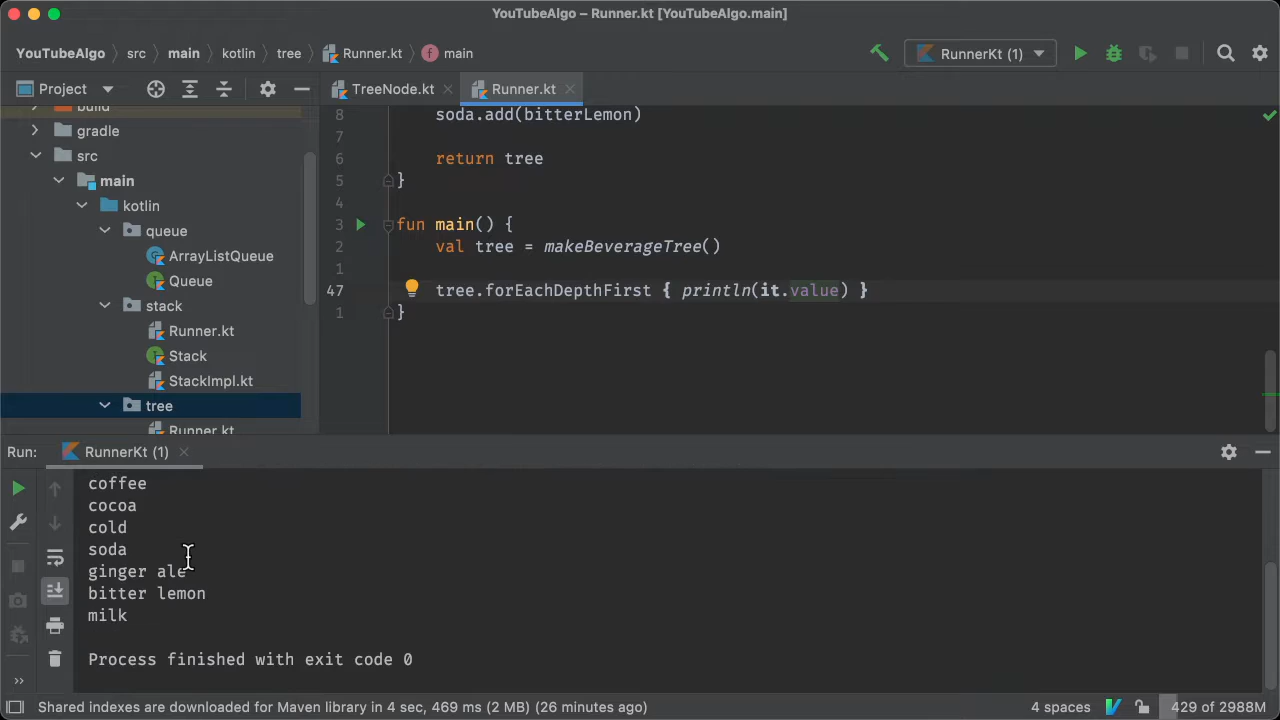 YouTubeAlgo – Runner.kt [YouTubeAlgo.main]
YouTubeAlgo src main kotlin tree Runner.kt main
RunnerKt (1)
Project
TreeNode.kt Runner.kt
build
gradle
src
main
kotlin
queue
ArrayListQueue
Queue
stack
Runner.kt
Stack
StackImpl.kt
tree
Runner.kt
8 soda.add(bitterLemon)
7
6 return tree
5 }
4
3 fun main() {
2 val tree = makeBeverageTree()
1
47 tree.forEachDepthFirst { println(it.value) }
1 }
Run: RunnerKt (1)
coffee
cocoa
cold
soda
ginger ale
bitter lemon
milk
Process finished with exit code 0
Shared indexes are downloaded for Maven library in 4 sec, 469 ms (2 MB) (26 minutes ago) 4 spaces 429 of 2988M